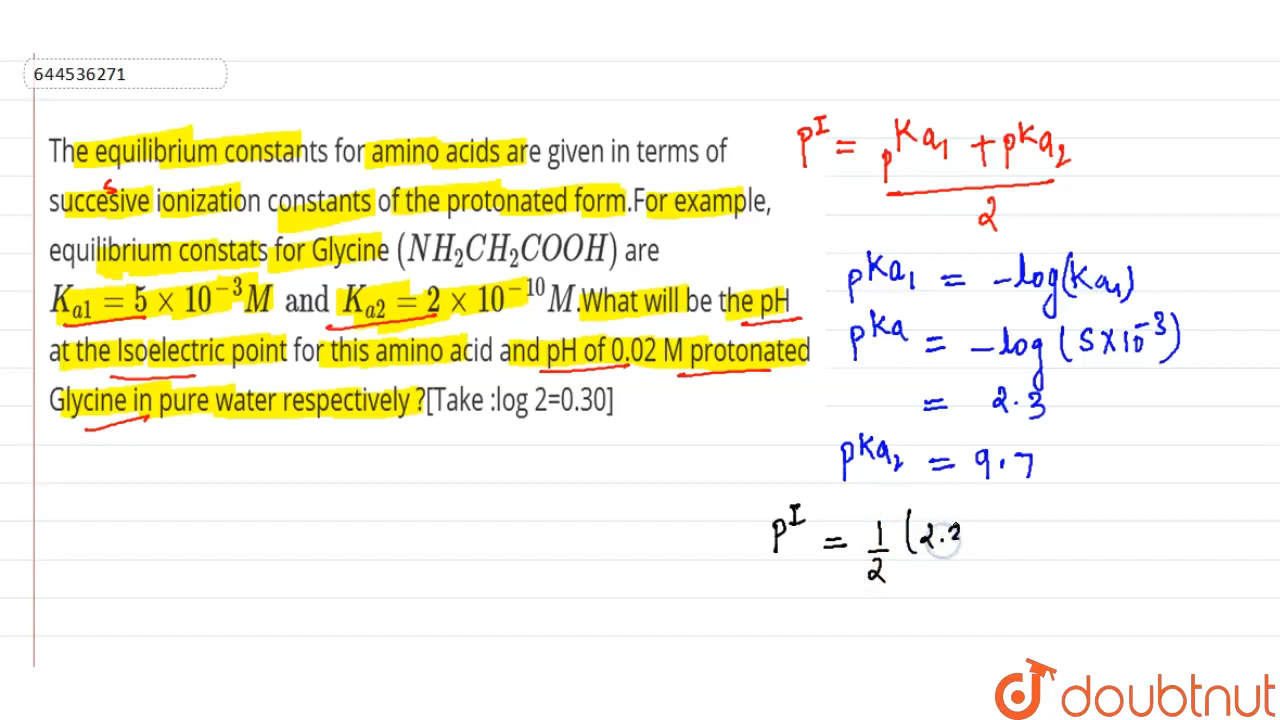 644536271
The equilibrium constants for amino acids are given in terms of
succesive ionization constants of the protonated form.For example,
s
equilibrium constats for Glycine (NH₂CH₂COOH) are
Kₐ₁ = 5 × 10⁻³M and Kₐ₂ = 2 × 10⁻¹⁰M.What will be the pH
at the Isoelectric point for this amino acid and pH of 0.02 M protonated
Glycine in pure water respectively ?[Take :log 2=0.30]
pᴵ = pKa₁ + pKa₂
2
pKa₁ = -log(Ka₁)
pKa = -log(5×10⁻³)
= 2.3
pKa₂ = 9.7
pᴵ = 1/2 (2.2
doubtnut